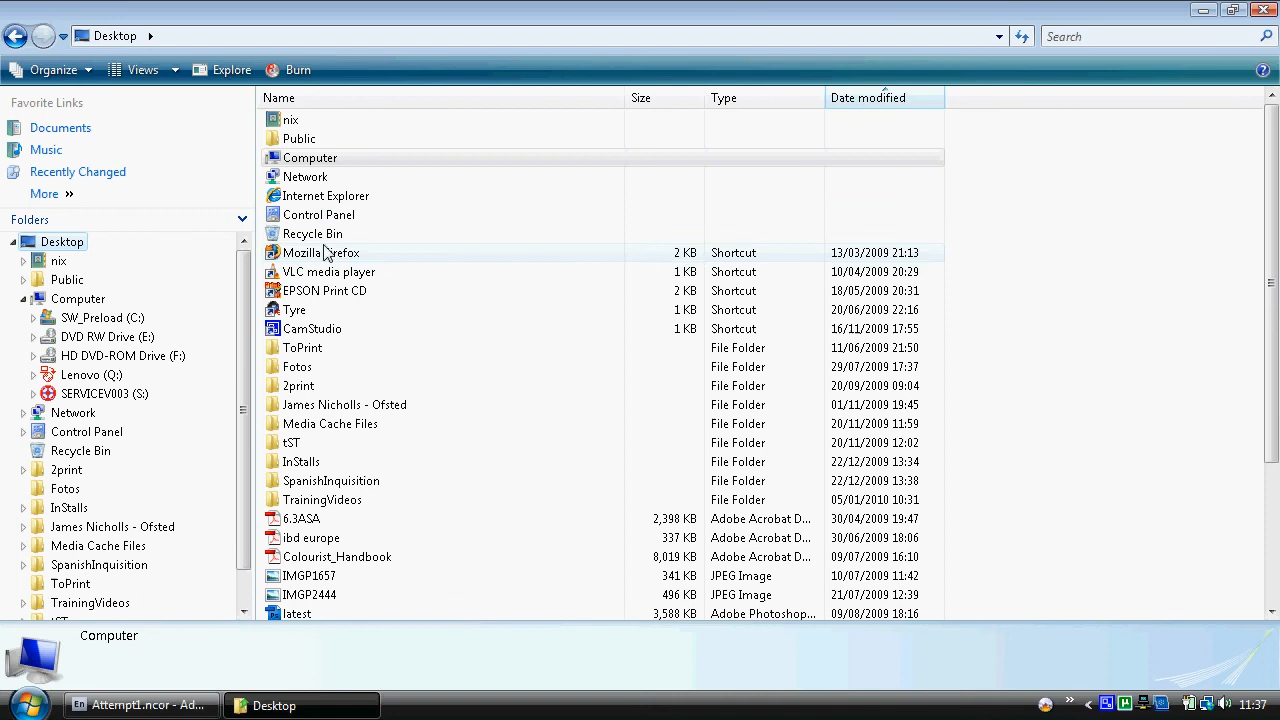 Desktop
Search
Organize Views Explore Burn
Favorite Links
Documents
Music
Recently Changed
More »
Folders
Desktop
nix
Public
Computer
SW_Preload (C:)
DVD RW Drive (E:)
HD DVD-ROM Drive (F:)
Lenovo (Q:)
SERVICEV003 (S:)
Network
Control Panel
Recycle Bin
2print
Fotos
InStalls
James Nicholls - Ofsted
Media Cache Files
SpanishInquisition
ToPrint
TrainingVideos
tST
Name Size Type Date modified
nix
Public
Computer
Network
Internet Explorer
Control Panel
Recycle Bin
Mozilla Firefox 2 KB Shortcut 13/03/2009 21:13
VLC media player 1 KB Shortcut 10/04/2009 20:29
EPSON Print CD 2 KB Shortcut 18/05/2009 20:31
Tyre 1 KB Shortcut 20/06/2009 22:16
CamStudio 1 KB Shortcut 16/11/2009 17:55
ToPrint File Folder 11/06/2009 21:50
Fotos File Folder 29/07/2009 17:37
2print File Folder 20/09/2009 09:04
James Nicholls - Ofsted File Folder 01/11/2009 19:45
Media Cache Files File Folder 20/11/2009 11:59
tST File Folder 20/11/2009 12:02
InStalls File Folder 22/12/2009 13:34
SpanishInquisition File Folder 22/12/2009 13:38
TrainingVideos File Folder 05/01/2010 10:31
6.3ASA 2,398 KB Adobe Acrobat D... 30/04/2009 19:47
ibd europe 337 KB Adobe Acrobat D... 30/06/2009 18:06
Colourist_Handbook 8,019 KB Adobe Acrobat D... 09/07/2009 16:10
IMGP1657 341 KB JPEG Image 10/07/2009 11:42
IMGP2444 496 KB JPEG Image 21/07/2009 12:39
latest 3,588 KB Adobe Photoshop... 09/08/2009 18:16
Computer
En Attempt1.ncor - Ad... Desktop 11:37